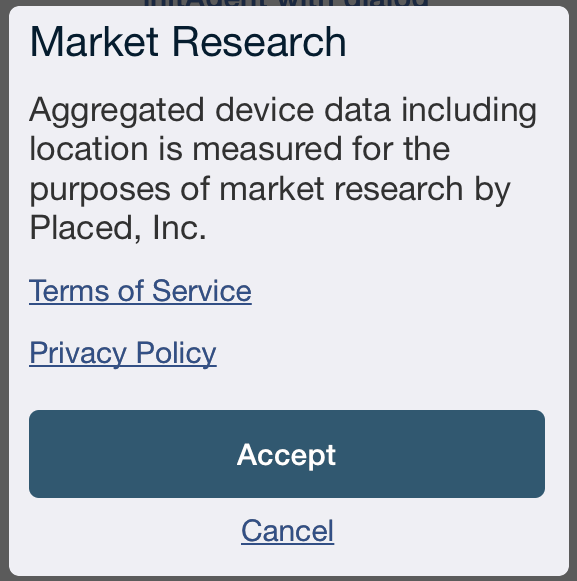 Market Research
Aggregated device data including
location is measured for the
purposes of market research by
Placed, Inc.
Terms of Service
Privacy Policy
Accept
Cancel